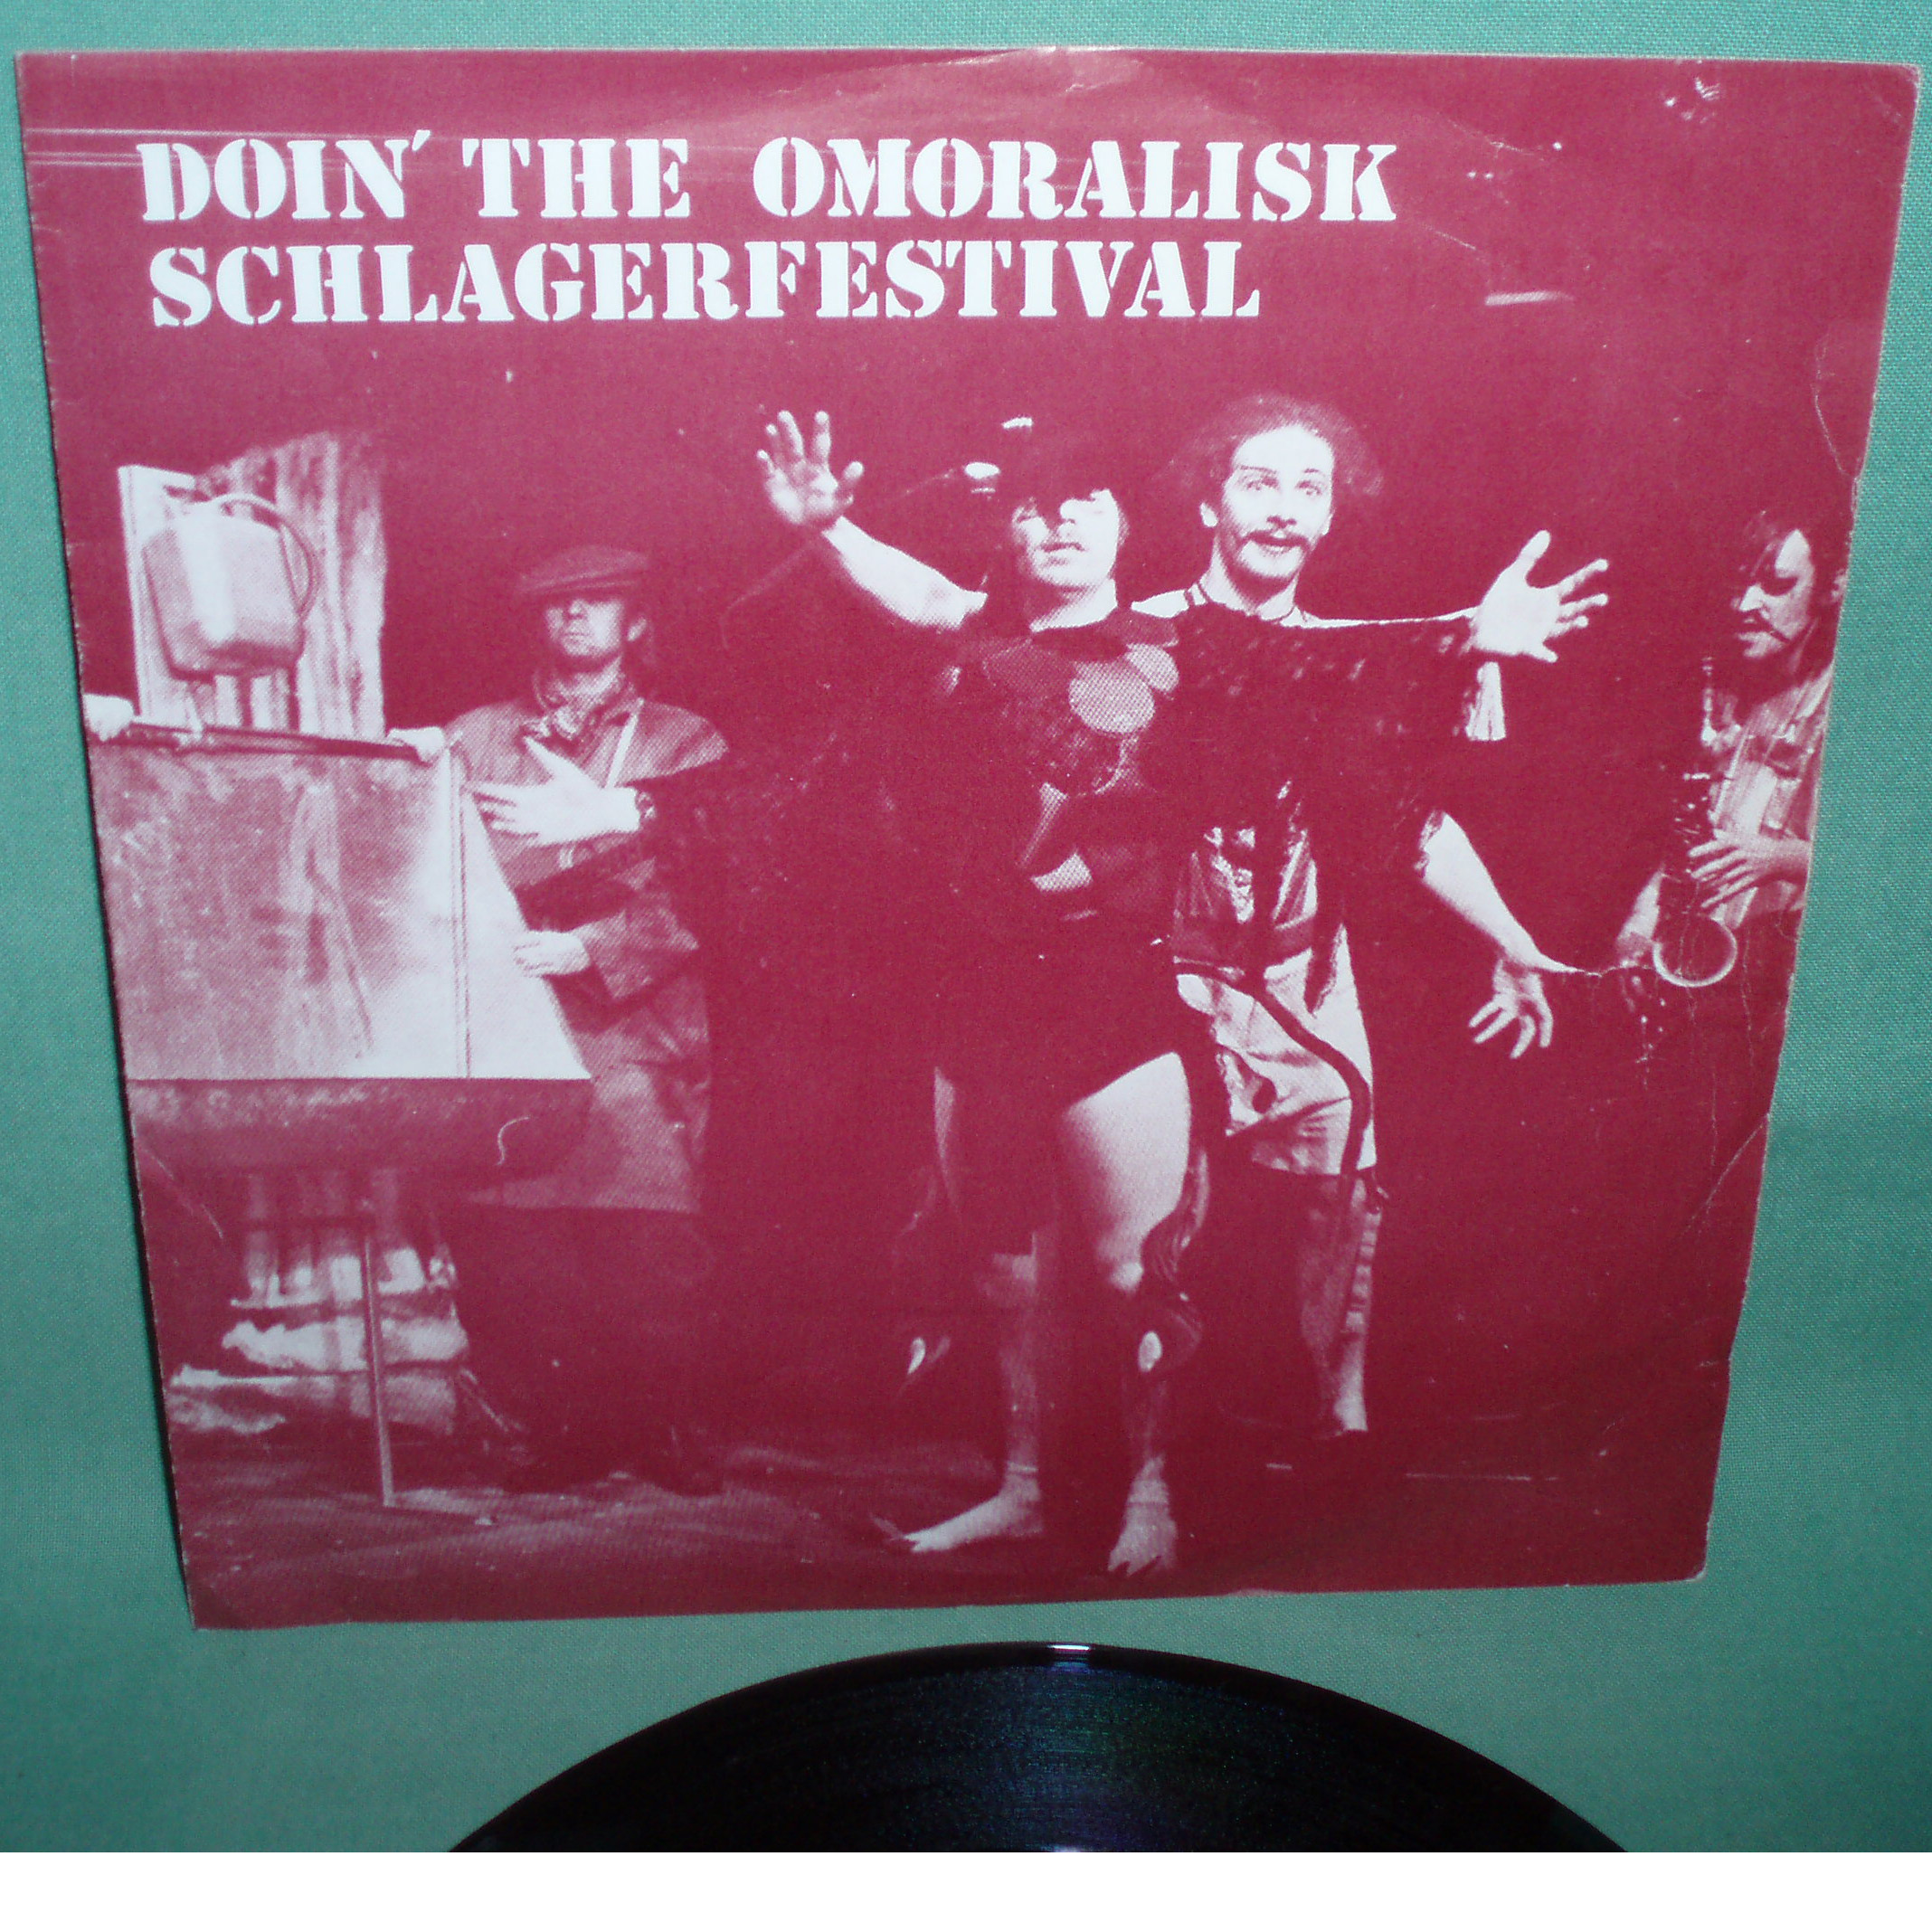 DOIN´ THE OMORALISK
SCHLAGERFESTIVAL